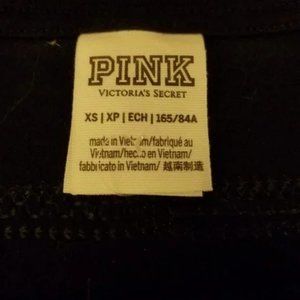 PINK
VICTORIA'S SECRET
XS | XP | ECH | 165/84A
made in Vietnam/fabriqué au
Vietnam/hecho en Vietnam/
fabbricato in Vietnam/ 越南制造